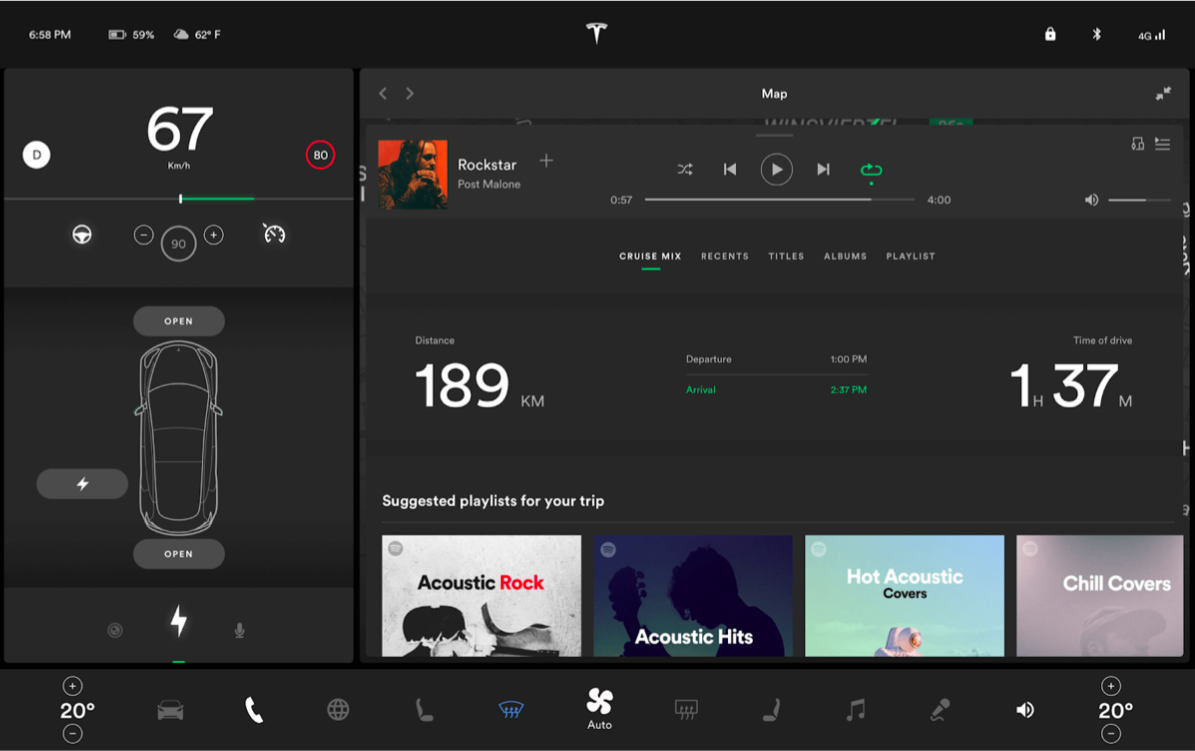 6:58 PM 59% 62° F 4G
67
Km/h
D
80
90
OPEN
OPEN
Map
Rockstar
Post Malone
0:57 4:00
CRUISE MIX RECENTS TITLES ALBUMS PLAYLIST
Distance
189 KM
Departure 1:00 PM
Arrival 2:37 PM
Time of drive
1H 37M
Suggested playlists for your trip
Acoustic Rock
Acoustic Hits
Hot Acoustic
Covers
Chill Covers
20°
Auto
20°